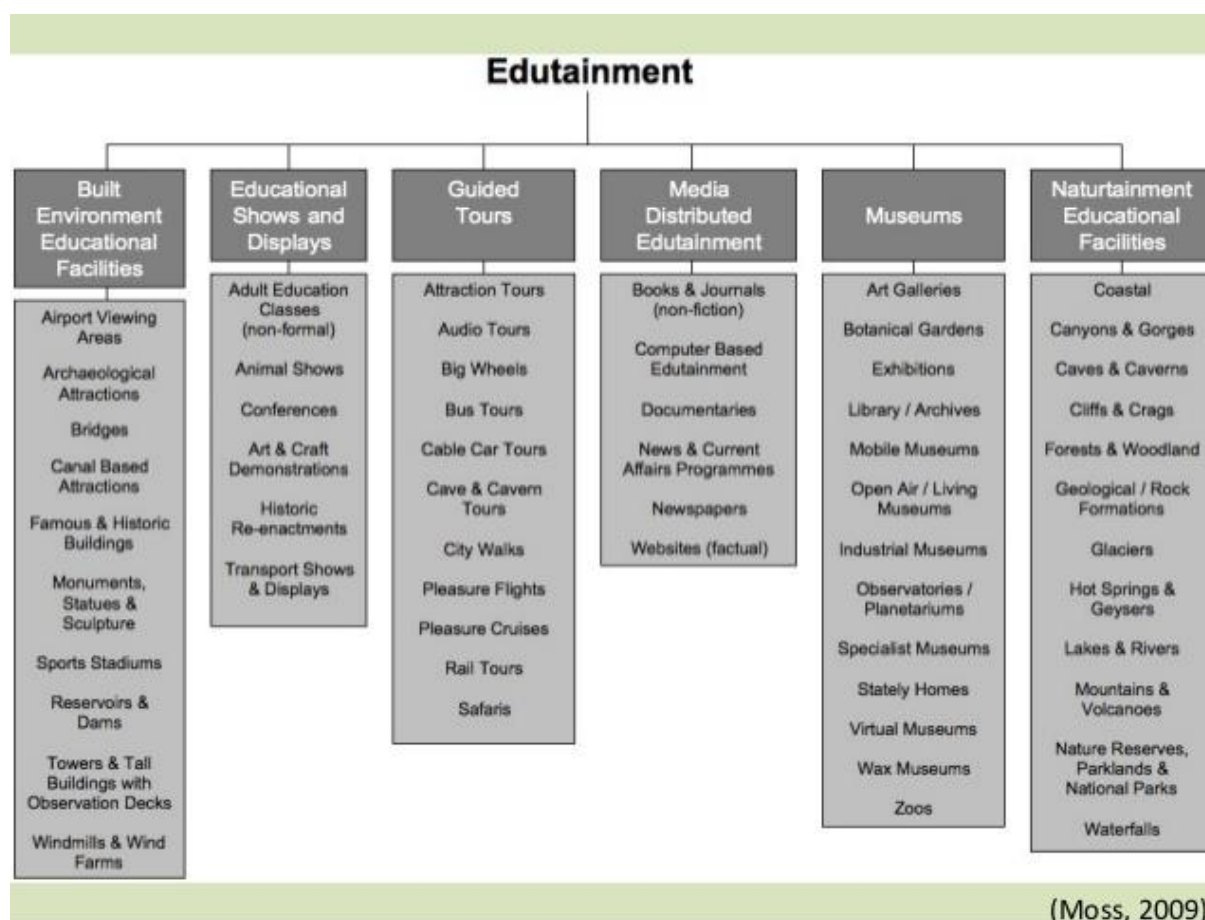 Edutainment
Built
Environment
Educational
Facilities
Airport Viewing
Areas
Archaeological
Attractions
Bridges
Canal Based
Attractions
Famous & Historic
Buildings
Monuments,
Statues &
Sculpture
Sports Stadiums
Reservoirs &
Dams
Towers & Tall
Buildings with
Observation Decks
Windmills & Wind
Farms
Educational
Shows and
Displays
Adult Education
Classes
(non-formal)
Animal Shows
Conferences
Art & Craft
Demonstrations
Historic
Re-enactments
Transport Shows
& Displays
Guided
Tours
Attraction Tours
Audio Tours
Big Wheels
Bus Tours
Cable Car Tours
Cave & Cavern
Tours
City Walks
Pleasure Flights
Pleasure Cruises
Rail Tours
Safaris
Media
Distributed
Edutainment
Books & Journals
(non-fiction)
Computer Based
Edutainment
Documentaries
News & Current
Affairs Programmes
Newspapers
Websites (factual)
Museums
Art Galleries
Botanical Gardens
Exhibitions
Library / Archives
Mobile Museums
Open Air / Living
Museums
Industrial Museums
Observatories /
Planetariums
Specialist Museums
Stately Homes
Virtual Museums
Wax Museums
Zoos
Naturtainment
Educational
Facilities
Coastal
Canyons & Gorges
Caves & Caverns
Cliffs & Crags
Forests & Woodland
Geological / Rock
Formations
Glaciers
Hot Springs &
Geysers
Lakes & Rivers
Mountains &
Volcanoes
Nature Reserves,
Parklands &
National Parks
Waterfalls
(Moss, 2009)